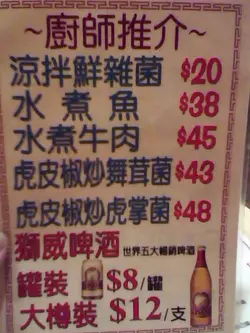 ~廚師推介~
涼拌鮮雜菌 $20
水煮魚 $38
水煮牛肉 $45
虎皮椒炒舞茸菌 $43
虎皮椒炒虎掌菌 $48
獅威啤酒 世界五大暢銷啤酒
罐裝 $8/罐
大樽裝 $12/支